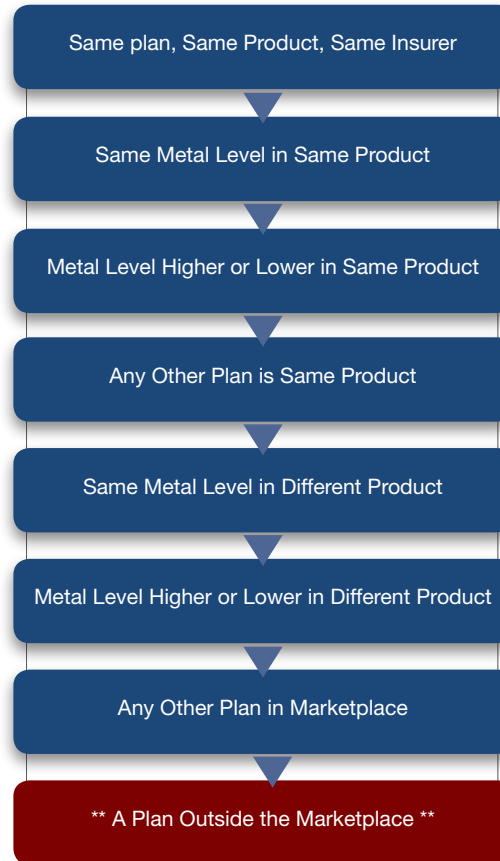 Same plan, Same Product, Same Insurer
Same Metal Level in Same Product
Metal Level Higher or Lower in Same Product
Any Other Plan is Same Product
Same Metal Level in Different Product
Metal Level Higher or Lower in Different Product
Any Other Plan in Marketplace
** A Plan Outside the Marketplace **